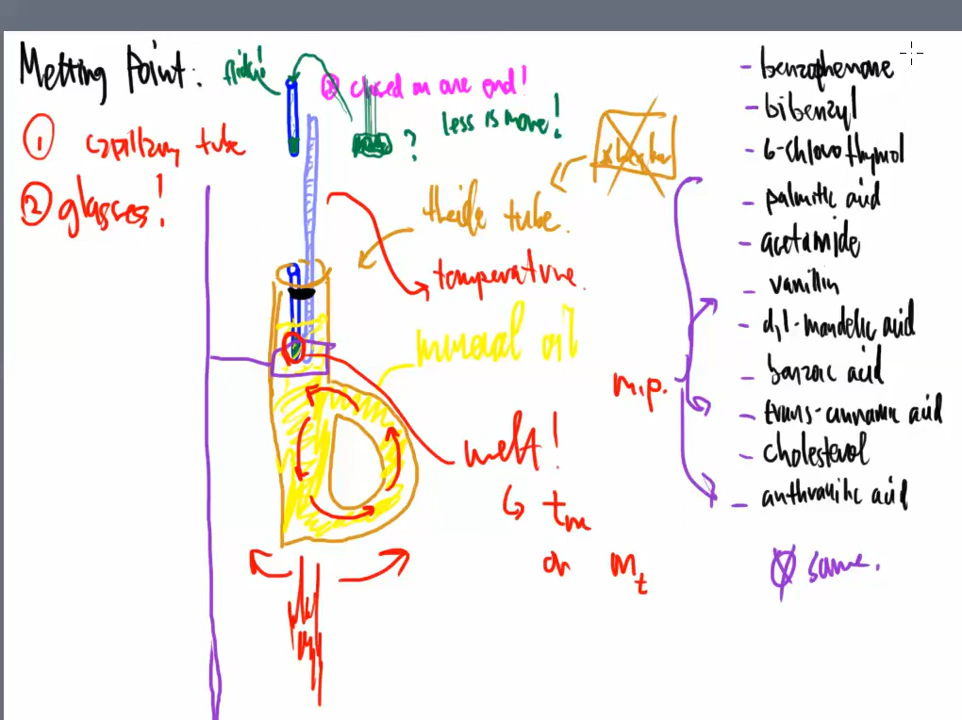 Melting Point:
① capillary tube
② glasses!
flick!
② closed on one end!
less is more!
?
thiele tube.
temperature
mineral oil
melt!
↳ tm
or mt
m.p.
- benzophenone
- bibenzyl
- 6-chlorothymol
- palmitic acid
- acetamide
- vanillin
- d,l-mandelic acid
- benzoic acid
- trans-cinnamic acid
- cholesterol
- anthranilic acid
same.